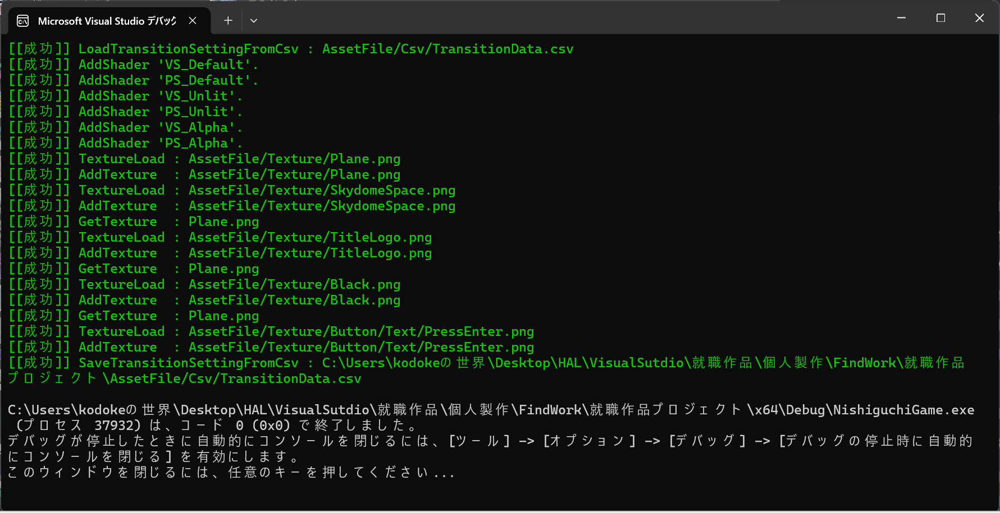 Microsoft Visual Studio デバッグ
[[成功]] LoadTransitionSettingFromCsv : AssetFile/Csv/TransitionData.csv
[[成功]] AddShader 'VS_Default'.
[[成功]] AddShader 'PS_Default'.
[[成功]] AddShader 'VS_Unlit'.
[[成功]] AddShader 'PS_Unlit'.
[[成功]] AddShader 'VS_Alpha'.
[[成功]] AddShader 'PS_Alpha'.
[[成功]] TextureLoad : AssetFile/Texture/Plane.png
[[成功]] AddTexture  : AssetFile/Texture/Plane.png
[[成功]] TextureLoad : AssetFile/Texture/SkydomeSpace.png
[[成功]] AddTexture  : AssetFile/Texture/SkydomeSpace.png
[[成功]] GetTexture  : Plane.png
[[成功]] TextureLoad : AssetFile/Texture/TitleLogo.png
[[成功]] AddTexture  : AssetFile/Texture/TitleLogo.png
[[成功]] GetTexture  : Plane.png
[[成功]] TextureLoad : AssetFile/Texture/Black.png
[[成功]] AddTexture  : AssetFile/Texture/Black.png
[[成功]] GetTexture  : Plane.png
[[成功]] TextureLoad : AssetFile/Texture/Button/Text/PressEnter.png
[[成功]] AddTexture  : AssetFile/Texture/Button/Text/PressEnter.png
[[成功]] SaveTransitionSettingFromCsv : C:\Users\kodokeの世界\Desktop\HAL\VisualSutdio\就職作品\個人製作\FindWork\就職作品
プロジェクト\AssetFile/Csv/TransitionData.csv
C:\Users\kodokeの世界\Desktop\HAL\VisualSutdio\就職作品\個人製作\FindWork\就職作品プロジェクト\x64\Debug\NishiguchiGame.exe
(プロセス 37932) は、コード 0 (0x0) で終了しました。
デバッグが停止したときに自動的にコンソールを閉じるには、[ツール] -> [オプション] -> [デバッグ] -> [デバッグの停止時に自動的
にコンソールを閉じる] を有効にします。
このウィンドウを閉じるには、任意のキーを押してください...